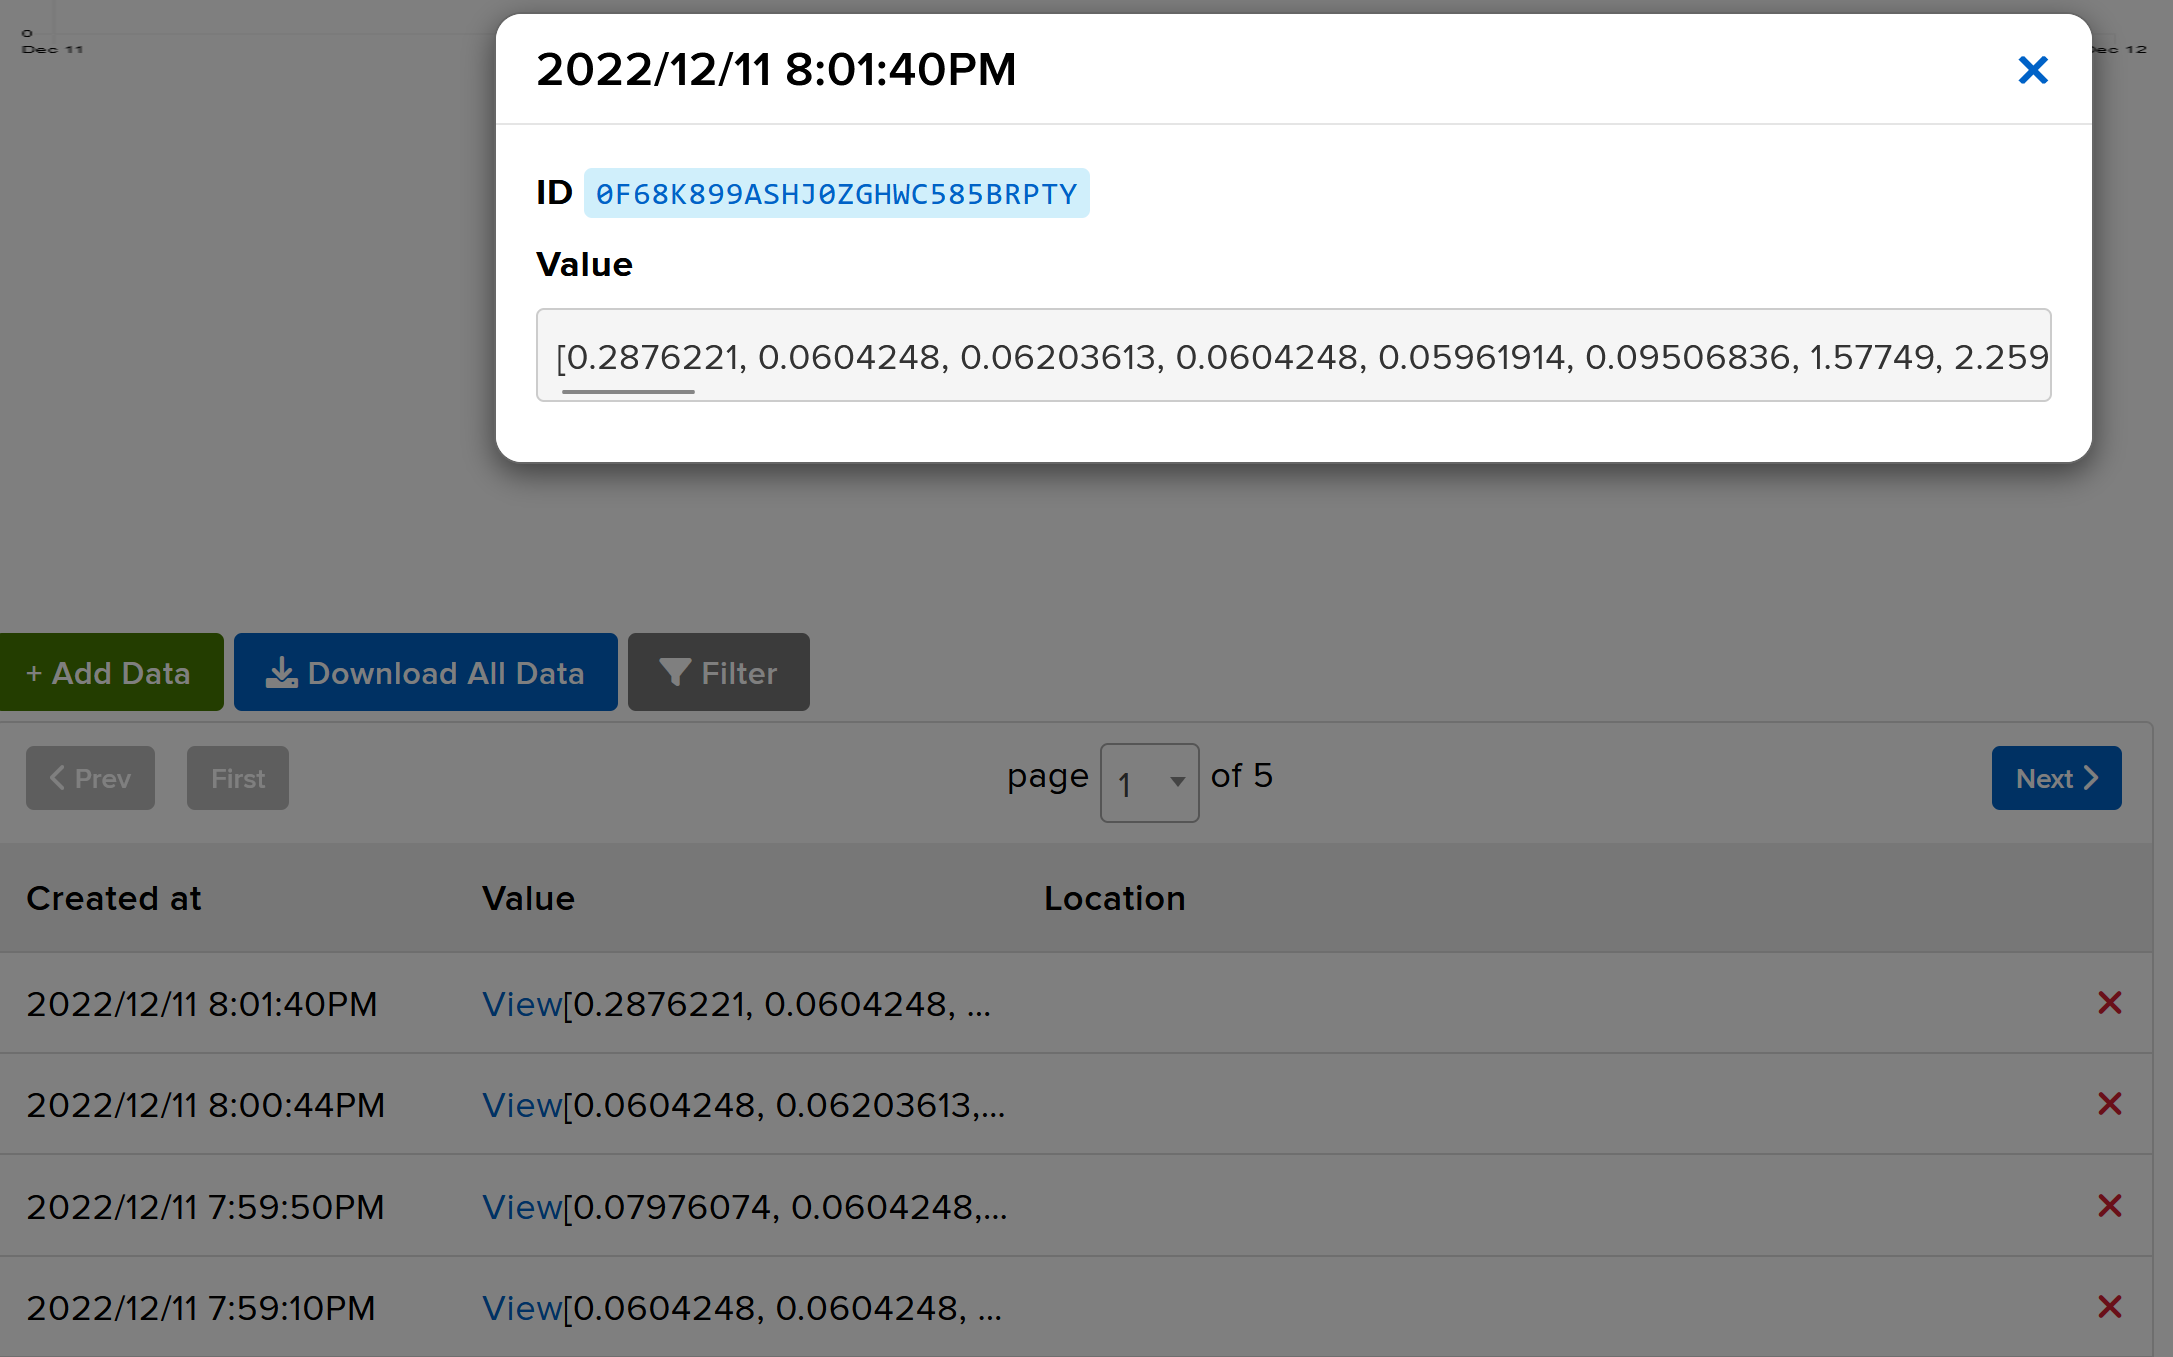 0
Dec 11
2022/12/11 8:01:40PM
Dec 12
ID 0F68K899ASHJ0ZGHWC585BRPTY
Value
[0.2876221, 0.0604248, 0.06203613, 0.0604248, 0.05961914, 0.09506836, 1.57749, 2.259
+ Add Data
Download All Data
Filter
Prev
First
page 1 of 5
Next
Created at Value Location
2022/12/11 8:01:40PM View[0.2876221, 0.0604248, ...
2022/12/11 8:00:44PM View[0.0604248, 0.06203613,...
2022/12/11 7:59:50PM View[0.07976074, 0.0604248,...
2022/12/11 7:59:10PM View[0.0604248, 0.0604248, ...